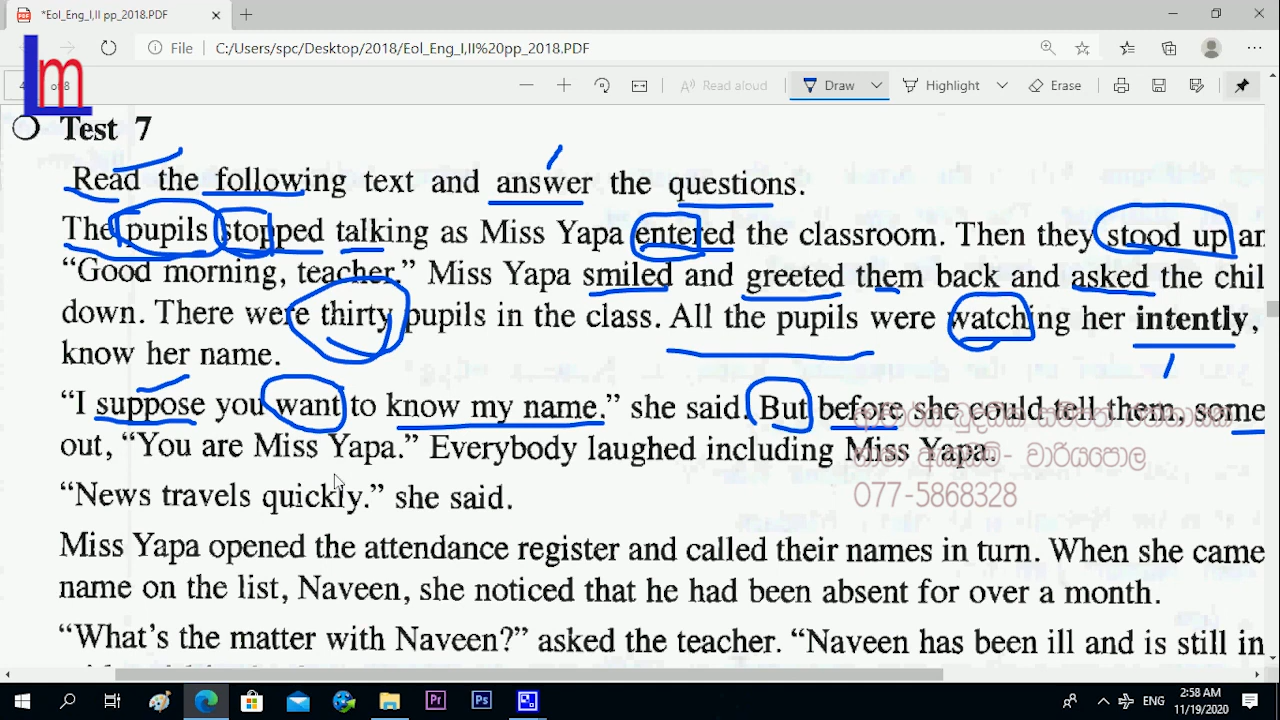 *Eol_Eng_I,II pp_2018.PDF
File C:/Users/spc/Desktop/2018/Eol_Eng_I,II%20pp_2018.PDF
Lm
4 of 8 Read aloud Draw Highlight Erase
Test 7
Read the following text and answer the questions.
The pupils stopped talking as Miss Yapa entered the classroom. Then they stood up an
“Good morning, teacher.” Miss Yapa smiled and greeted them back and asked the chil
down. There were thirty pupils in the class. All the pupils were watching her intently,
know her name.
“I suppose you want to know my name.” she said. But before she could tell them, some
out, “You are Miss Yapa.” Everybody laughed including Miss Yapa.
වාරියපොල
“News travels quickly.” she said.
077-5868328
Miss Yapa opened the attendance register and called their names in turn. When she came
name on the list, Naveen, she noticed that he had been absent for over a month.
“What’s the matter with Naveen?” asked the teacher. “Naveen has been ill and is still in
ENG 2:58 AM
11/19/2020